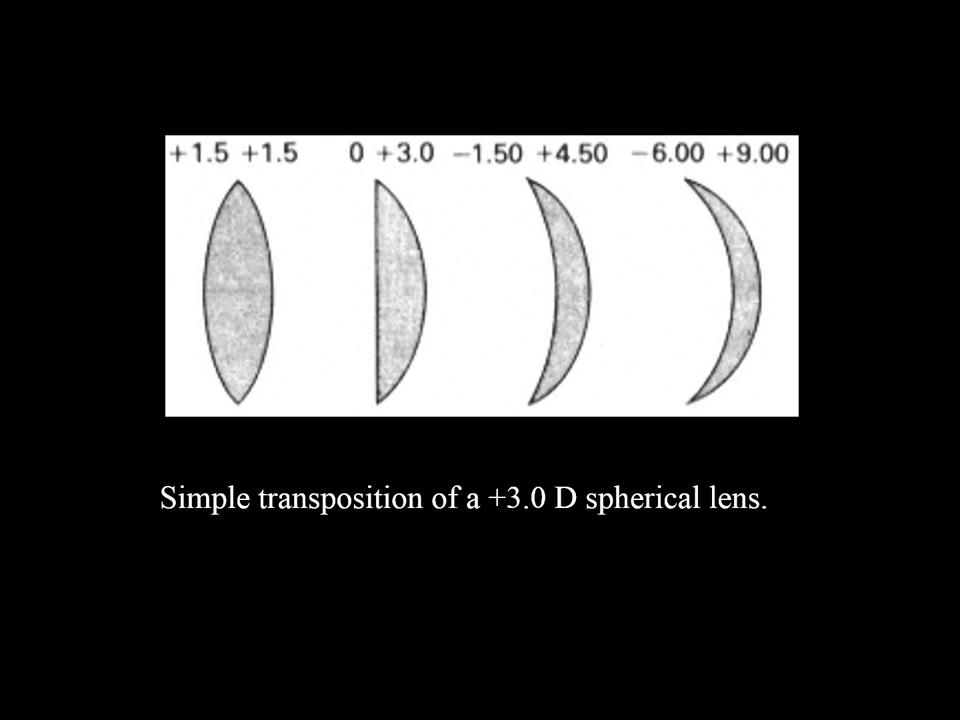 +1.5 +1.5 0 +3.0 −1.50 +4.50 −6.00 +9.00
Simple transposition of a +3.0 D spherical lens.